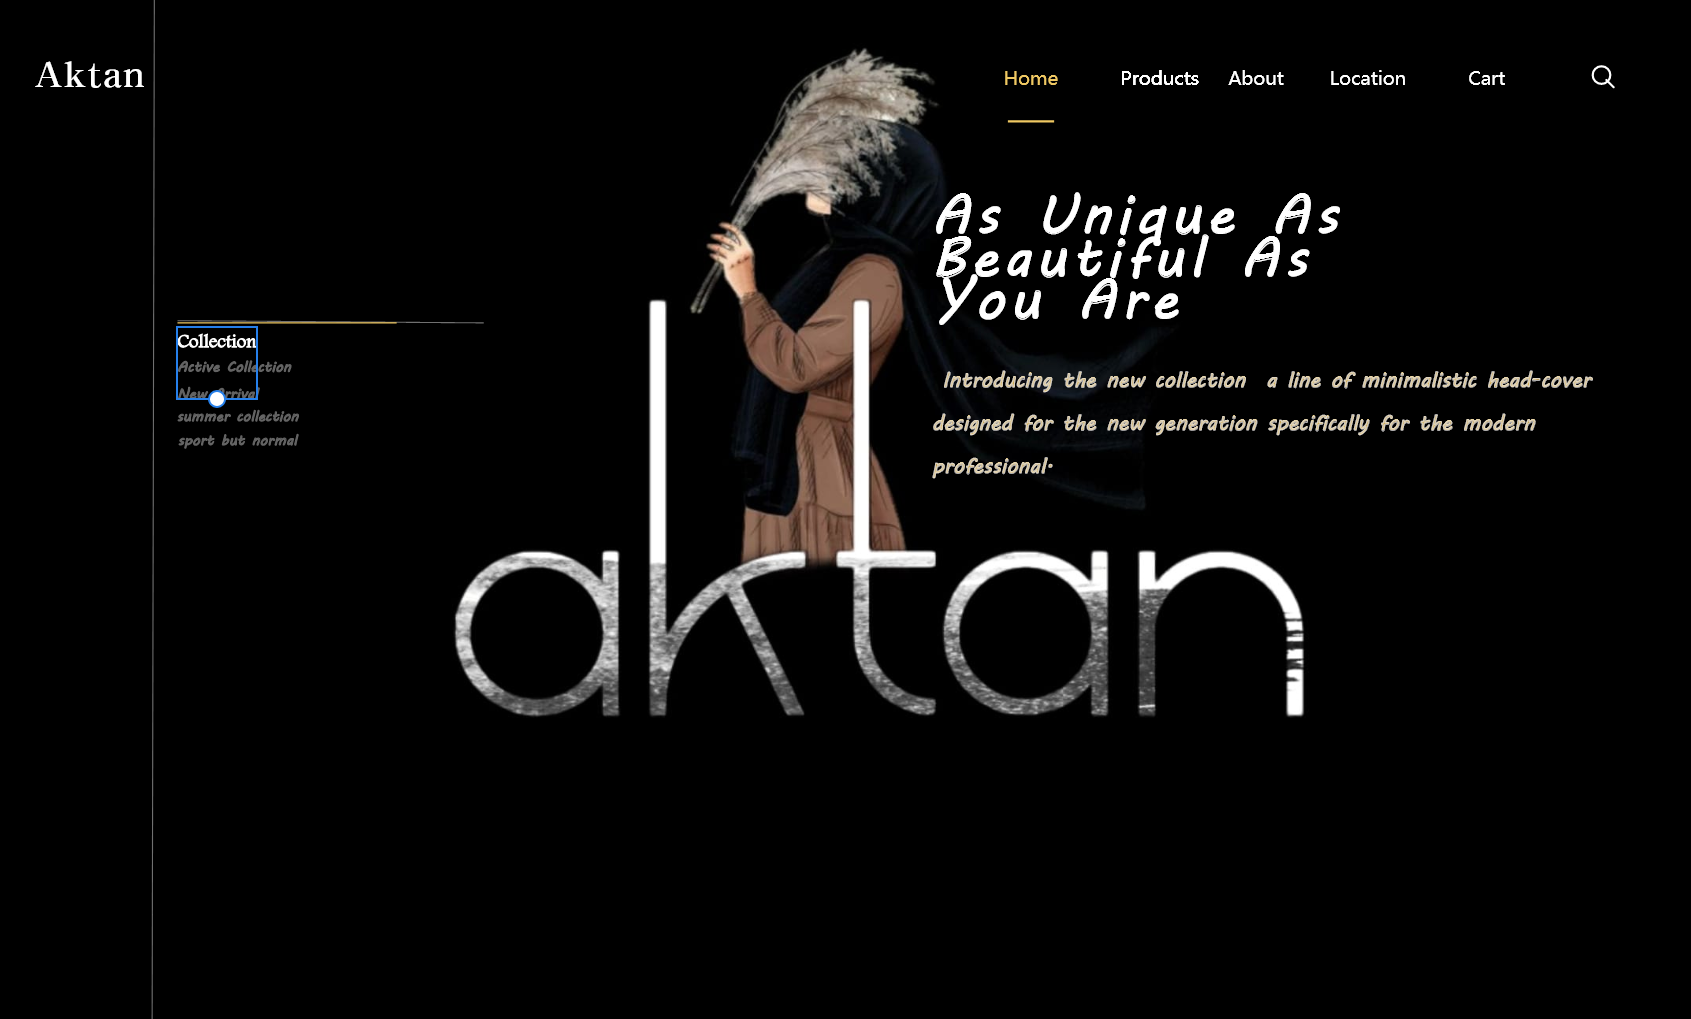 Aktan
Home Products About Location Cart
As Unique As
Beautiful As
You Are
Collection
Active Collection
New Arrival
summer collection
sport but normal
Introducing the new collection a line of minimalistic head-cover
designed for the new generation specifically for the modern
professional.
aktan